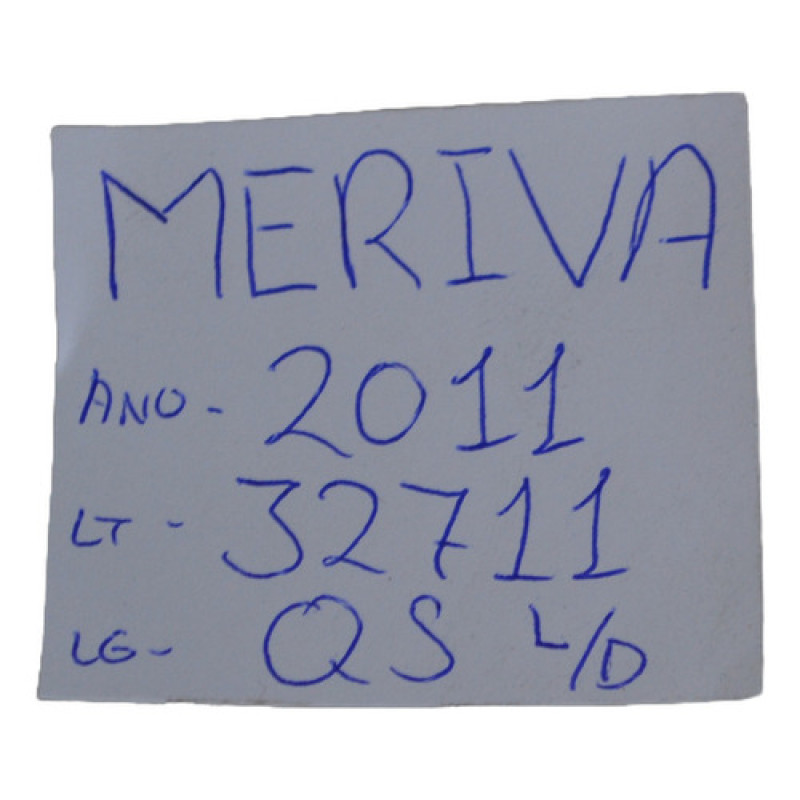 MERIVA
ANO - 2011
LT - 32711
LG - QS L/D